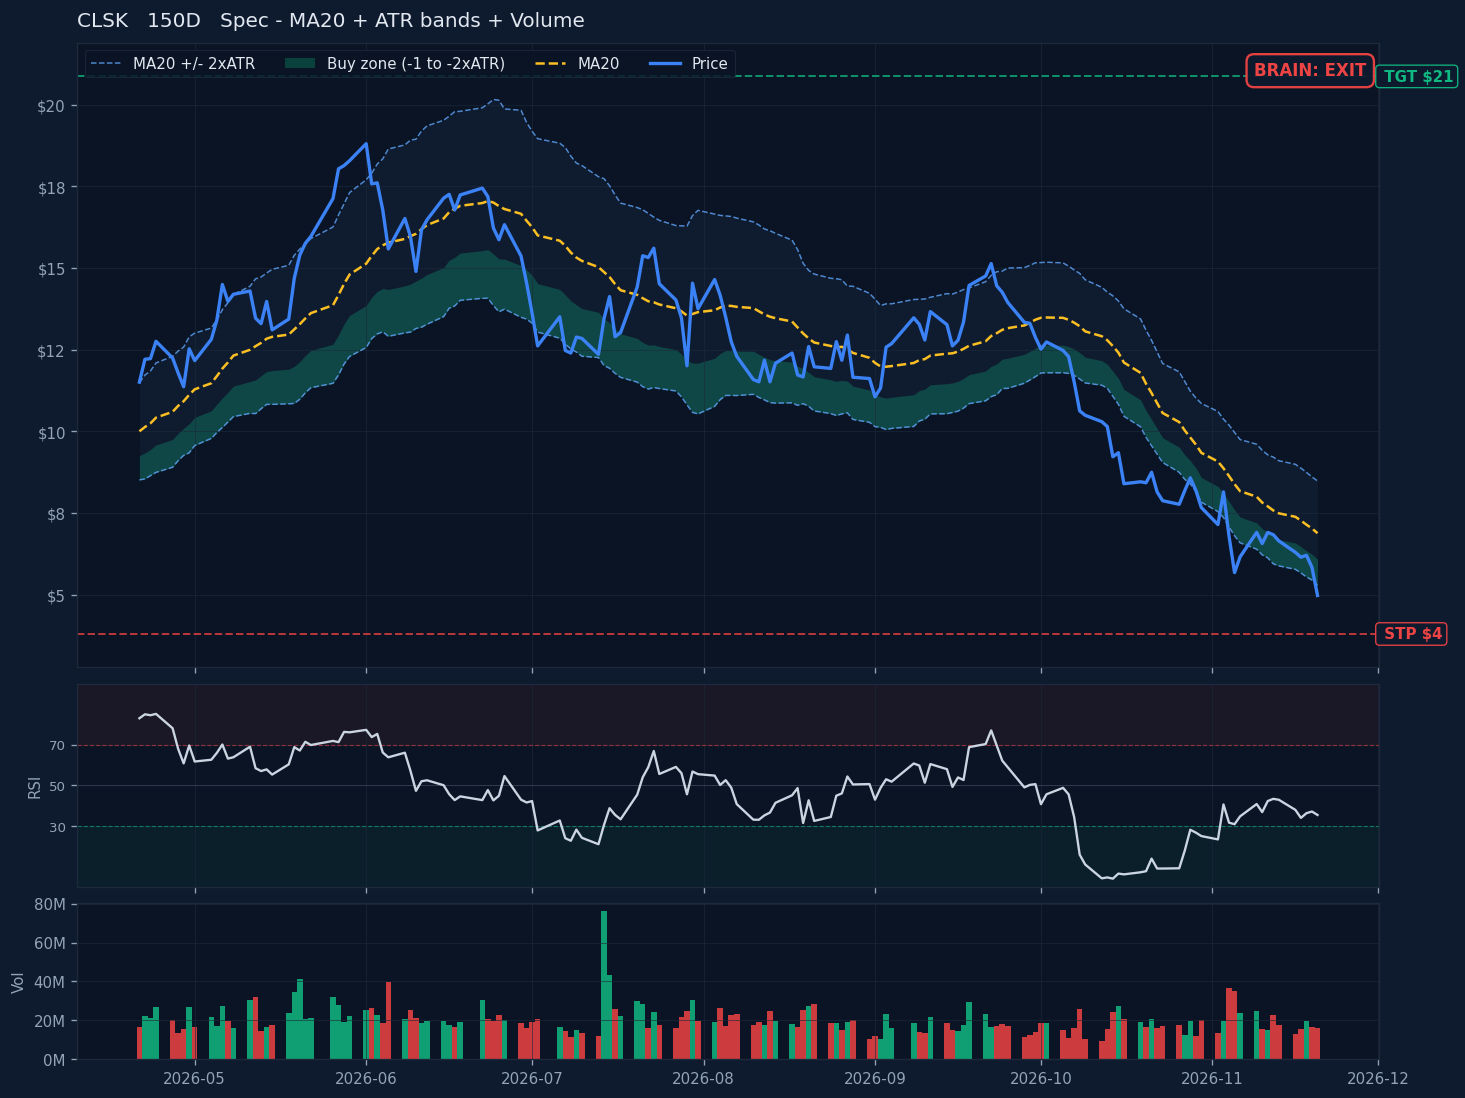 CLSK   150D   Spec - MA20 + ATR bands + Volume
MA20 +/- 2xATR
Buy zone (-1 to -2xATR)
MA20
Price
BRAIN: EXIT
TGT $21
$20
$18
$15
$12
$10
$8
$5
STP $4
RSI
70
50
30
Vol
80M
60M
40M
20M
0M
2026-05
2026-06
2026-07
2026-08
2026-09
2026-10
2026-11
2026-12